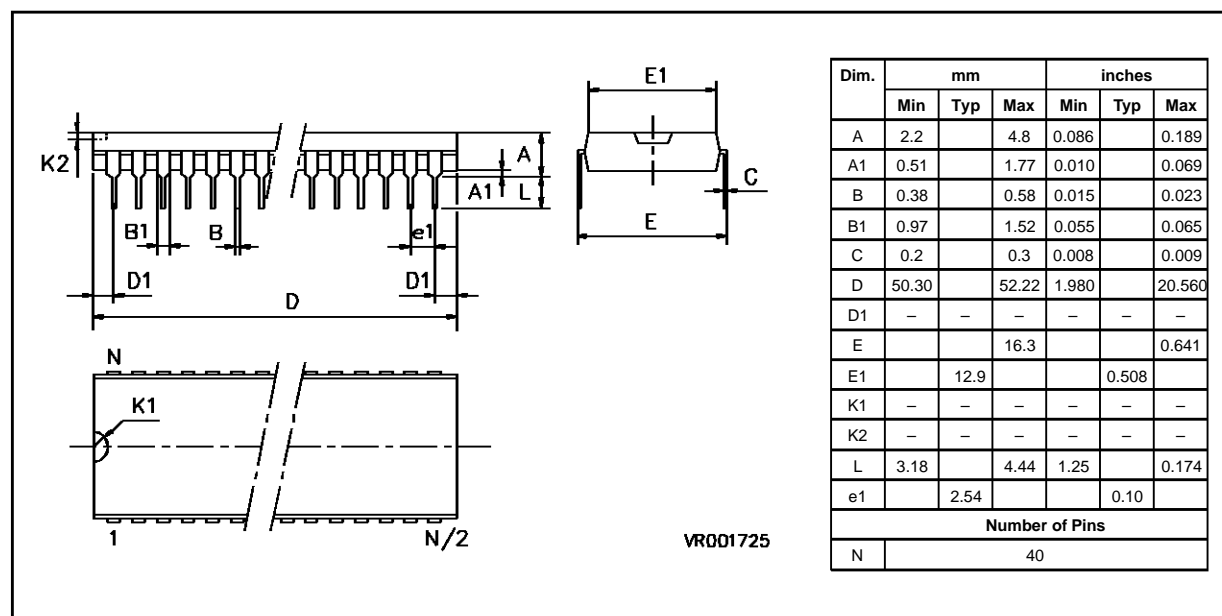 E1
K2
A
A1
L
C
B1
B
e1
E
D1
D1
D
N
K1
1
N/2
VR001725
Dim. mm inches
Min Typ Max Min Typ Max
A 2.2 4.8 0.086 0.189
A1 0.51 1.77 0.010 0.069
B 0.38 0.58 0.015 0.023
B1 0.97 1.52 0.055 0.065
C 0.2 0.3 0.008 0.009
D 50.30 52.22 1.980 20.560
D1 – – – – – –
E 16.3 0.641
E1 12.9 0.508
K1 – – – – – –
K2 – – – – – –
L 3.18 4.44 1.25 0.174
e1 2.54 0.10
Number of Pins
N 40